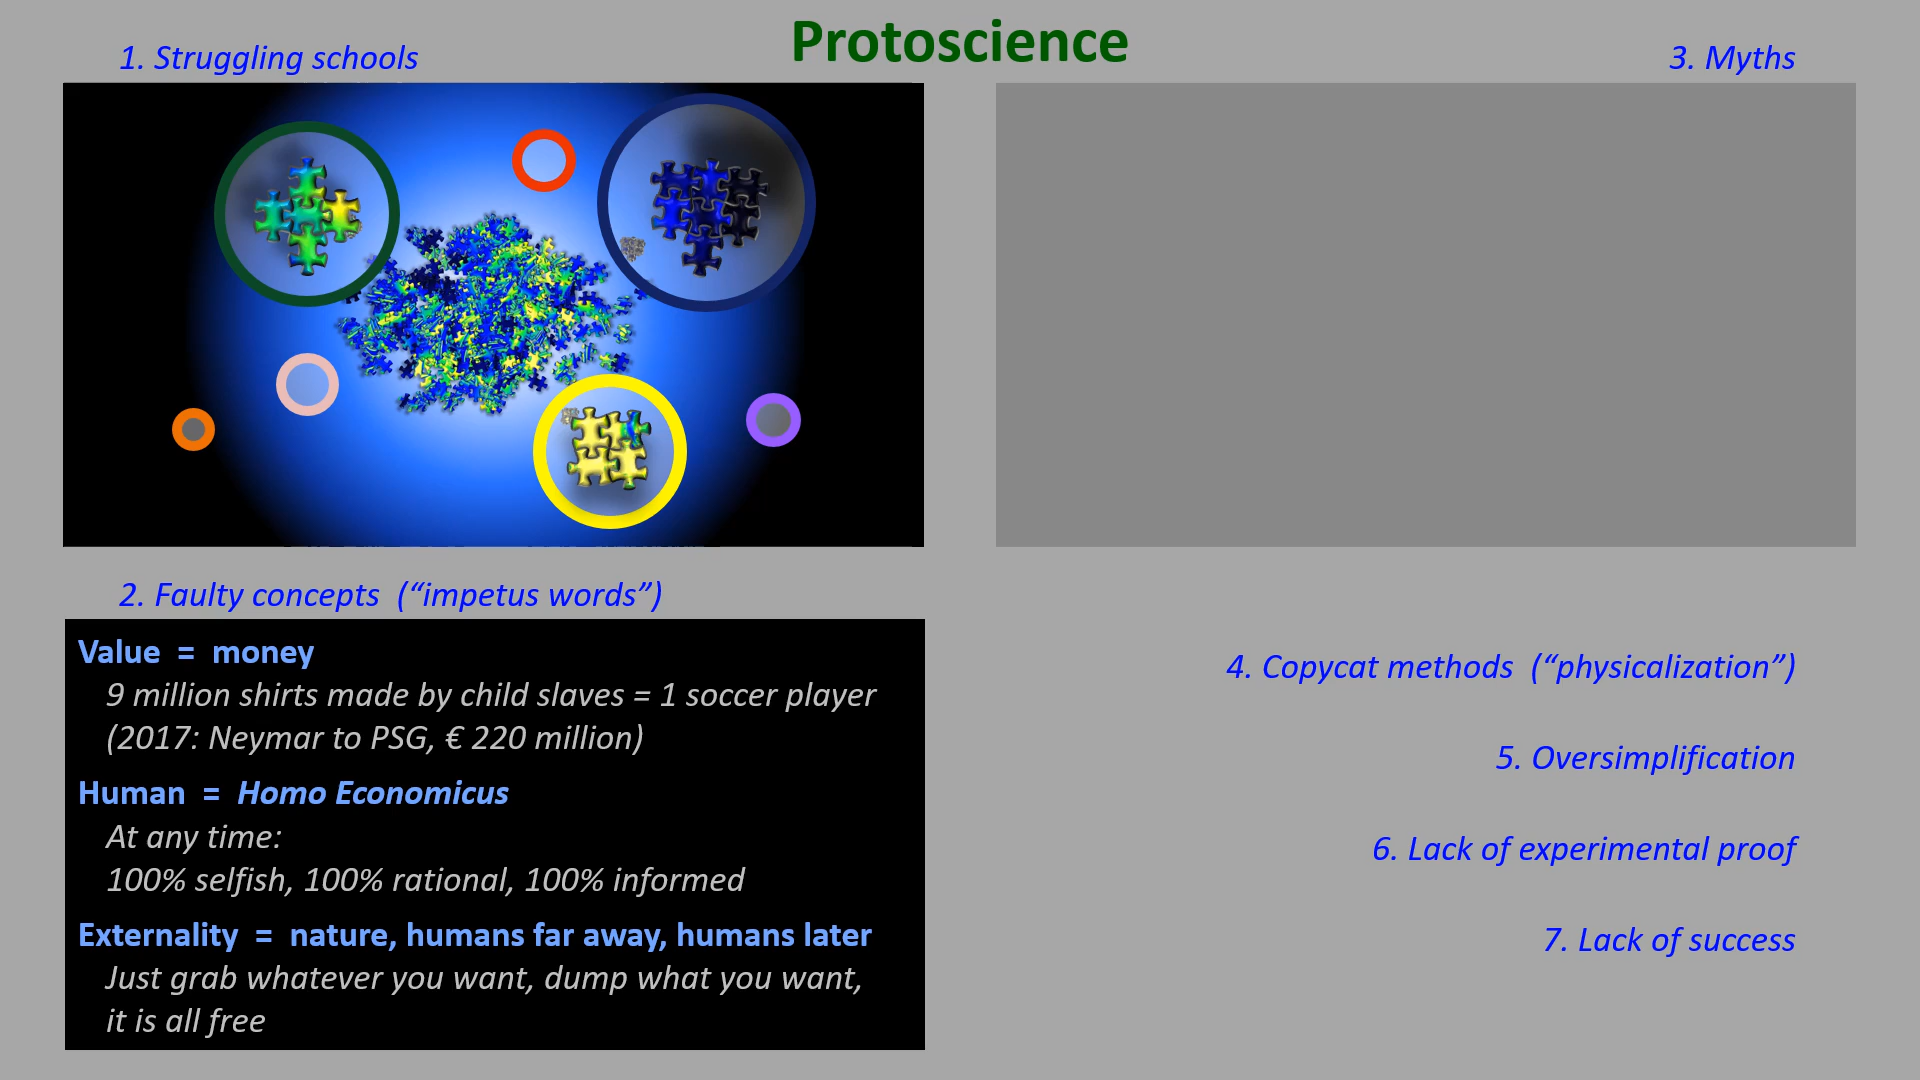 Protoscience
1. Struggling schools
3. Myths
2. Faulty concepts (“impetus words”)
Value = money
9 million shirts made by child slaves = 1 soccer player
(2017: Neymar to PSG, € 220 million)
Human = Homo Economicus
At any time:
100% selfish, 100% rational, 100% informed
Externality = nature, humans far away, humans later
Just grab whatever you want, dump what you want,
it is all free
4. Copycat methods (“physicalization”)
5. Oversimplification
6. Lack of experimental proof
7. Lack of success